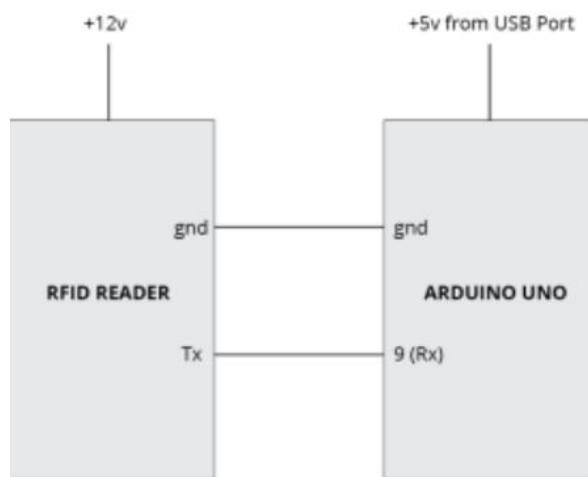 +12v
+5v from USB Port
gnd
gnd
RFID READER
ARDUINO UNO
Tx
9 (Rx)